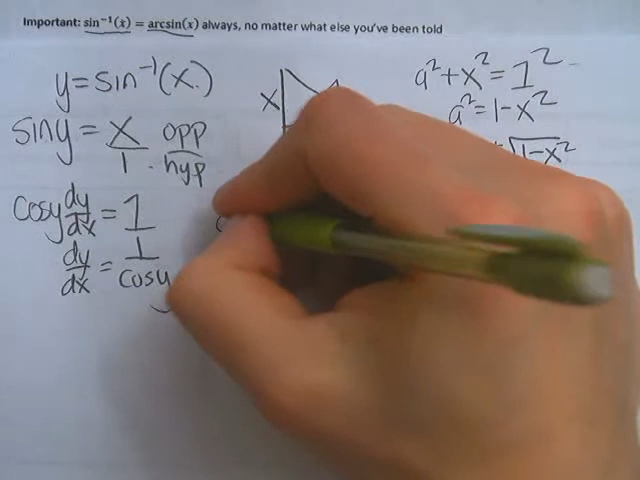 Important: sin⁻¹(x) = arcsin(x) always, no matter what else you've been told
y = sin⁻¹(x)
sin y = x/1 opp/hyp
cos y dy/dx = 1
dy/dx = 1/cos y
x
a² + x² = 1²
a² = 1 - x²
√1-x²